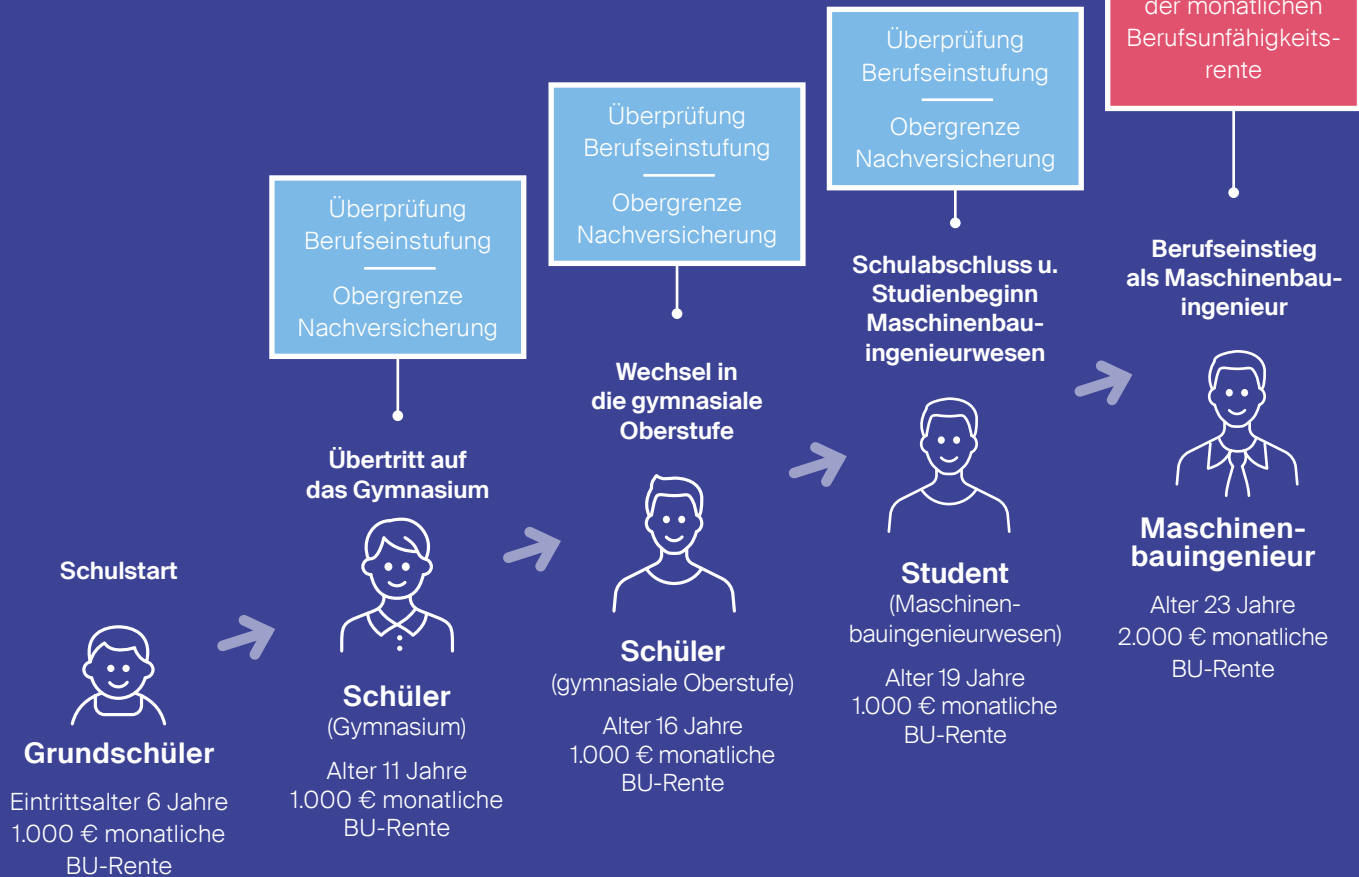 Schulstart
Grundschüler
Eintrittsalter 6 Jahre
1.000 € monatliche
BU-Rente
Überprüfung
Berufseinstufung
Obergrenze
Nachversicherung
Übertritt auf
das Gymnasium
Schüler
(Gymnasium)
Alter 11 Jahre
1.000 € monatliche
BU-Rente
Überprüfung
Berufseinstufung
Obergrenze
Nachversicherung
Wechsel in
die gymnasiale
Oberstufe
Schüler
(gymnasiale Oberstufe)
Alter 16 Jahre
1.000 € monatliche
BU-Rente
Überprüfung
Berufseinstufung
Obergrenze
Nachversicherung
Schulabschluss u.
Studienbeginn
Maschinenbau-
ingenieurwesen
Student
(Maschinen-
bauingenieurwesen)
Alter 19 Jahre
1.000 € monatliche
BU-Rente
der monatlichen
Berufsunfähigkeits-
rente
Berufseinstieg
als Maschinenbau-
ingenieur
Maschinen-
bauingenieur
Alter 23 Jahre
2.000 € monatliche
BU-Rente